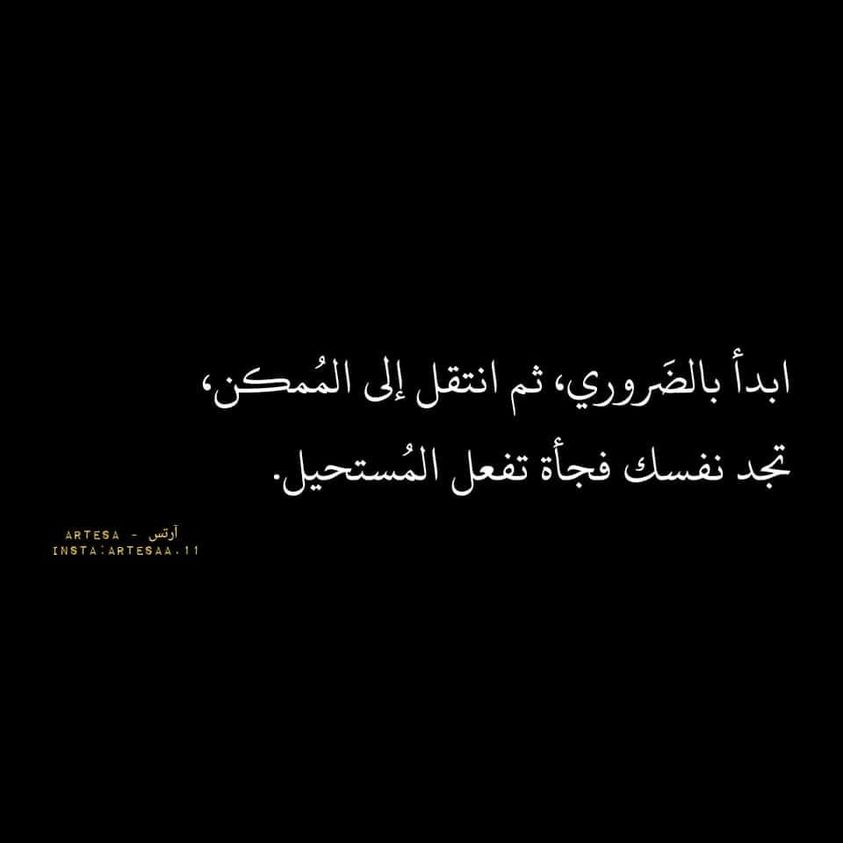 ابدأ بالضَروري، ثم انتقل إلى المُمكن،
تجد نفسك فجأة تفعل المُستحيل.
ARTESA - آرتس
INSTA:ARTESAA.11